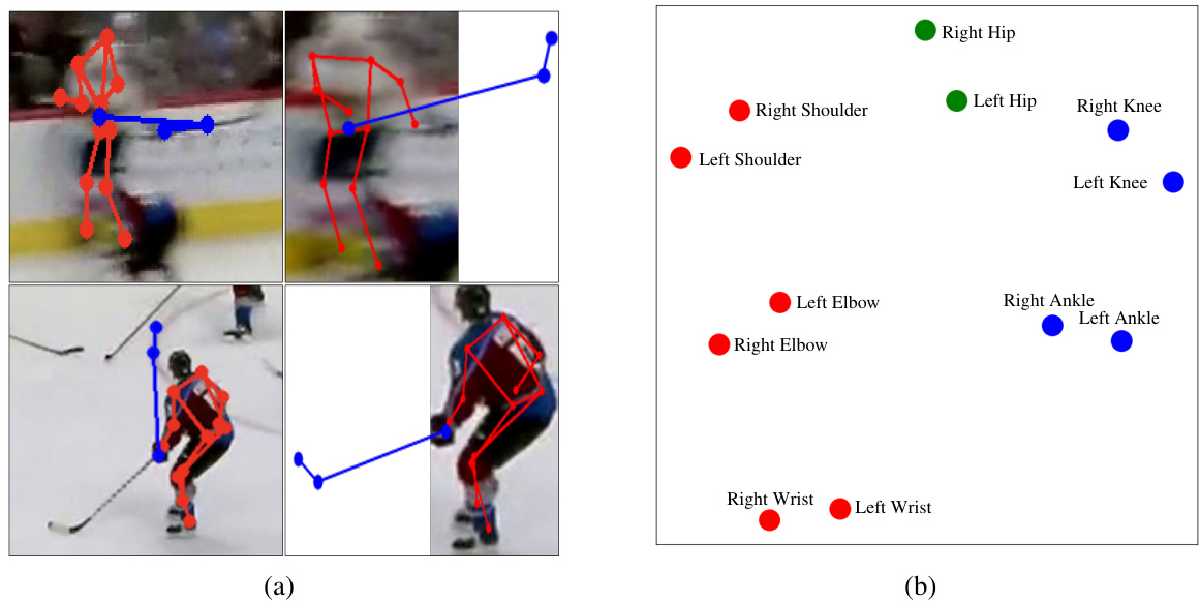 Right Hip
Left Hip
Right Knee
Right Shoulder
Left Shoulder
Left Knee
Left Elbow
Right Ankle
Left Ankle
Right Elbow
Right Wrist
Left Wrist
(a)
(b)